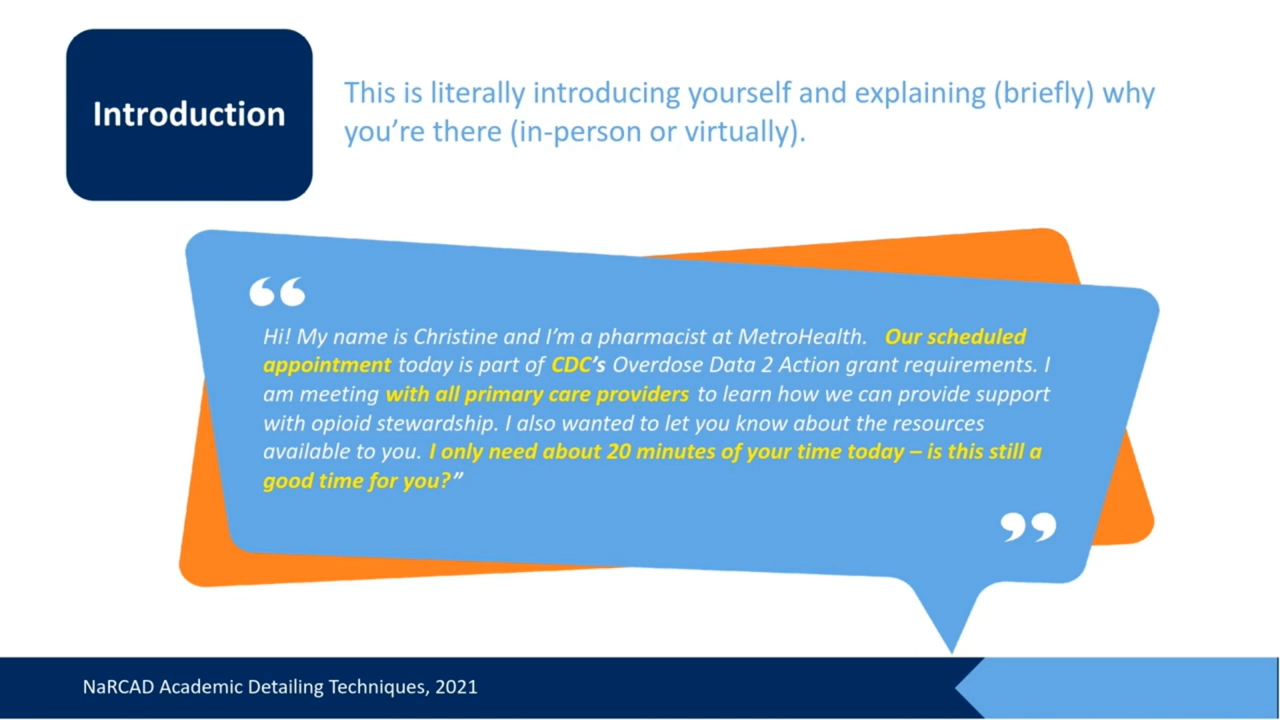 Introduction
This is literally introducing yourself and explaining (briefly) why
you're there (in-person or virtually).
“
Hi! My name is Christine and I'm a pharmacist at MetroHealth.   Our scheduled
appointment today is part of CDC's Overdose Data 2 Action grant requirements. I
am meeting with all primary care providers to learn how we can provide support
with opioid stewardship. I also wanted to let you know about the resources
available to you. I only need about 20 minutes of your time today – is this still a
good time for you?”
”
NaRCAD Academic Detailing Techniques, 2021